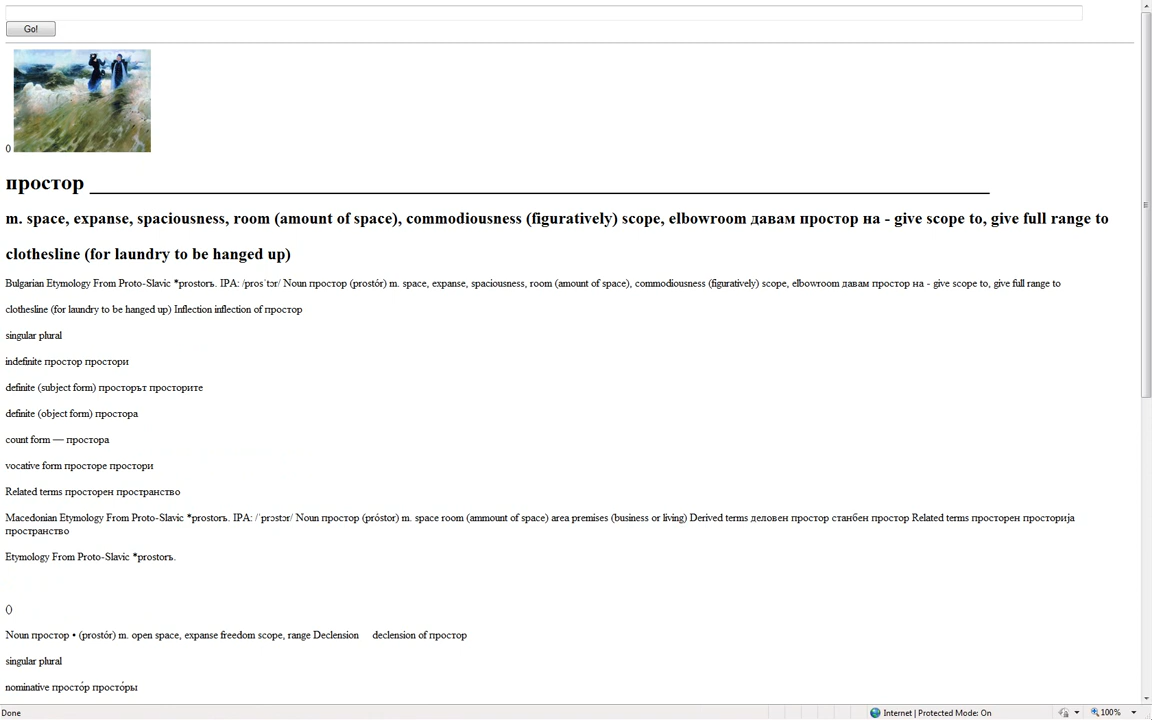 Go!
0
простор ___________________________________________________________________________
m. space, expanse, spaciousness, room (amount of space), commodiousness (figuratively) scope, elbowroom давам простор на - give scope to, give full range to
clothesline (for laundry to be hanged up)
Bulgarian Etymology From Proto-Slavic *prostorъ. IPA: /prosˈtɔr/ Noun простор (prostór) m. space, expanse, spaciousness, room (amount of space), commodiousness (figuratively) scope, elbowroom давам простор на - give scope to, give full range to
clothesline (for laundry to be hanged up) Inflection inflection of простор
singular plural
indefinite простор простори
definite (subject form) просторът просторите
definite (object form) простора
count form — простора
vocative form просторе простори
Related terms просторен пространство
Macedonian Etymology From Proto-Slavic *prostorъ. IPA: /ˈprɔstɔr/ Noun простор (próstor) m. space room (ammount of space) area premises (business or living) Derived terms деловен простор станбен простор Related terms просторен просторија
пространство
Etymology From Proto-Slavic *prostorъ.
()
Noun простор • (prostór) m. open space, expanse freedom scope, range Declension declension of простор
singular plural
nominative просто́р просто́ры
Done
Internet | Protected Mode: On
100%